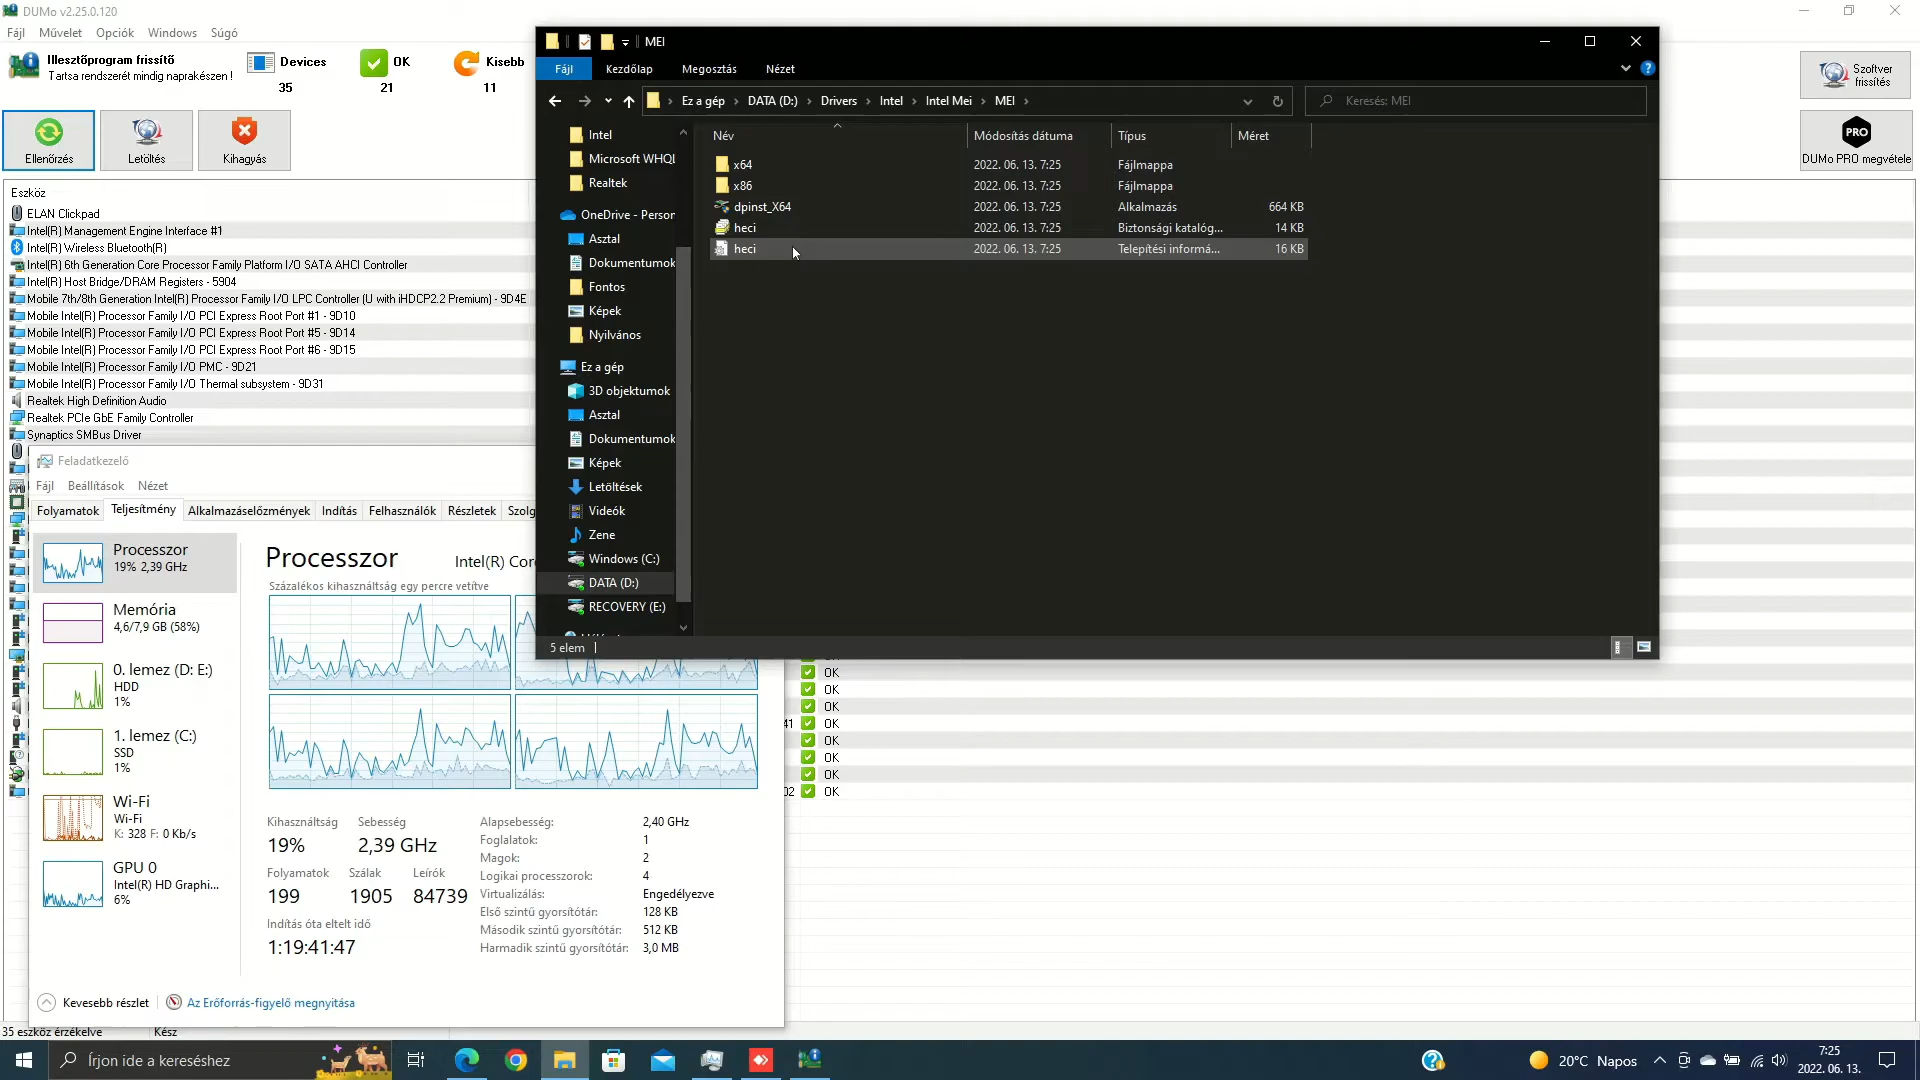 DUMo v2.25.0.120
Fájl Művelet Opciók Windows Súgó
Illesztőprogram frissítő
Tartsa rendszerét mindig naprakészen !
Devices
35
OK
21
Kisebb
11
Ellenőrzés
Letöltés
Kihagyás
Szoftver
frissítés
PRO
DUMo PRO megvétele
Eszköz
ELAN Clickpad
Intel(R) Management Engine Interface #1
Intel(R) Wireless Bluetooth(R)
Intel(R) 6th Generation Core Processor Family Platform I/O SATA AHCI Controller
Intel(R) Host Bridge/DRAM Registers - 5904
Mobile 7th/8th Generation Intel(R) Processor Family I/O LPC Controller (U with iHDCP2.2 Premium) - 9D4E
Mobile Intel(R) Processor Family I/O PCI Express Root Port #1 - 9D10
Mobile Intel(R) Processor Family I/O PCI Express Root Port #5 - 9D14
Mobile Intel(R) Processor Family I/O PCI Express Root Port #6 - 9D15
Mobile Intel(R) Processor Family I/O PMC - 9D21
Mobile Intel(R) Processor Family I/O Thermal subsystem - 9D31
Realtek High Definition Audio
Realtek PCIe GbE Family Controller
Synaptics SMBus Driver
MEI
Fájl Kezdőlap Megosztás Nézet
Ez a gép DATA (D:) Drivers Intel Intel Mei MEI
Keresés: MEI
Intel
Microsoft WHQL
Realtek
OneDrive - Person
Asztal
Dokumentumok
Fontos
Képek
Nyilvános
Ez a gép
3D objektumok
Asztal
Dokumentumok
Képek
Letöltések
Videók
Zene
Windows (C:)
DATA (D:)
RECOVERY (E:)
Név Módosítás dátuma Típus Méret
x64 2022. 06. 13. 7:25 Fájlmappa
x86 2022. 06. 13. 7:25 Fájlmappa
dpinst_X64 2022. 06. 13. 7:25 Alkalmazás 664 KB
heci 2022. 06. 13. 7:25 Biztonsági katalóg... 14 KB
heci 2022. 06. 13. 7:25 Telepítési informá... 16 KB
5 elem
Feladatkezelő
Fájl Beállítások Nézet
Folyamatok Teljesítmény Alkalmazáselőzmények Indítás Felhasználók Részletek Szolg
Processzor
19% 2,39 GHz
Memória
4,6/7,9 GB (58%)
0. lemez (D: E:)
HDD
1%
1. lemez (C:)
SSD
1%
Wi-Fi
Wi-Fi
K: 328 F: 0 Kb/s
GPU 0
Intel(R) HD Graphi...
6%
Processzor Intel(R) Core
Százalékos kihasználtság egy percre vetítve
Kihasználtság Sebesség
19% 2,39 GHz
Folyamatok Szálak Leírók
199 1905 84739
Indítás óta eltelt idő
1:19:41:47
Alapsebesség: 2,40 GHz
Foglalatok: 1
Magok: 2
Logikai processzorok: 4
Virtualizálás: Engedélyezve
Első szintű gyorsítótár: 128 KB
Második szintű gyorsítótár: 512 KB
Harmadik szintű gyorsítótár: 3,0 MB
Kevesebb részlet Az Erőforrás-figyelő megnyitása
OK
OK
OK
41 OK
OK
OK
OK
02 OK
35 eszköz érzékelve Kész
Írjon ide a kereséshez
20°C Napos
7:25
2022. 06. 13.